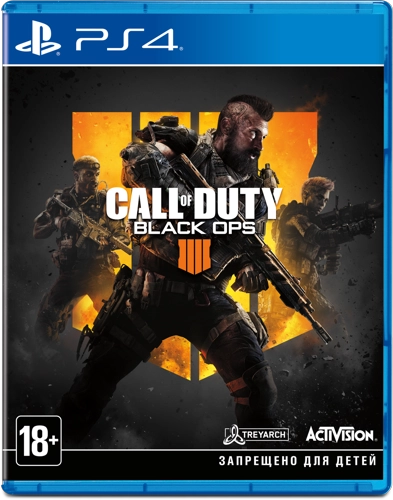 PS4
CALL OF DUTY
BLACK OPS
IIII
18+
TREYARCH
ACTIVISION
ЗАПРЕЩЕНО ДЛЯ ДЕТЕЙ